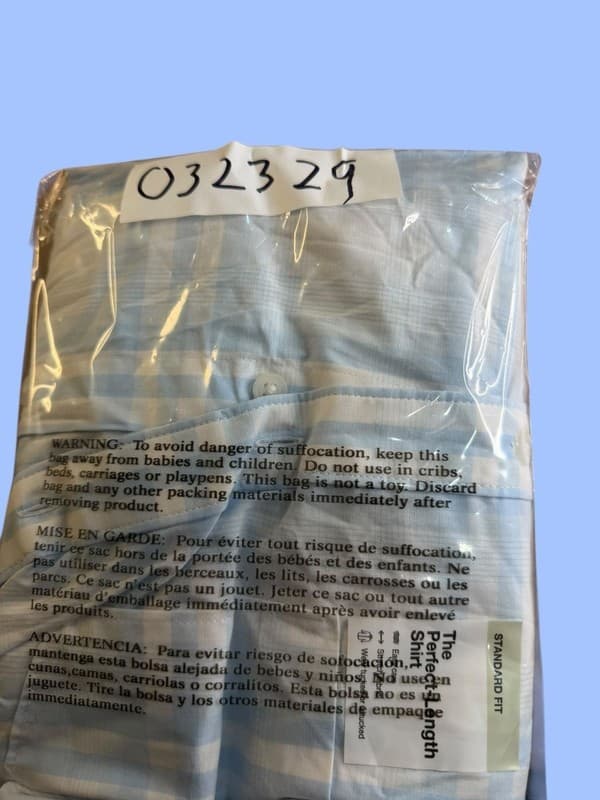 032329
WARNING: To avoid danger of suffocation, keep this
bag away from babies and children. Do not use in cribs,
beds, carriages or playpens. This bag is not a toy. Discard
bag and any other packing materials immediately after
removing product.
MISE EN GARDE: Pour éviter tout risque de suffocation,
tenir ce sac hors de la portée des bébés et des enfants. Ne
pas utiliser dans les berceaux, les lits, les carrosses ou les
parcs. Ce sac n'est pas un jouet. Jeter ce sac ou tout autre
matériau d'emballage immédiatement après avoir enlevé
les produits.
ADVERTENCIA: Para evitar riesgo de sofocación,
mantenga esta bolsa alejada de bebes y niños. No use en
cunas,camas, carriolas o corralitos. Esta bolsa no es un
juguete. Tire la bolsa y los otros materiales de empaque
immediatamente.
STANDARD FIT
The
Perfect-Length
Shirt